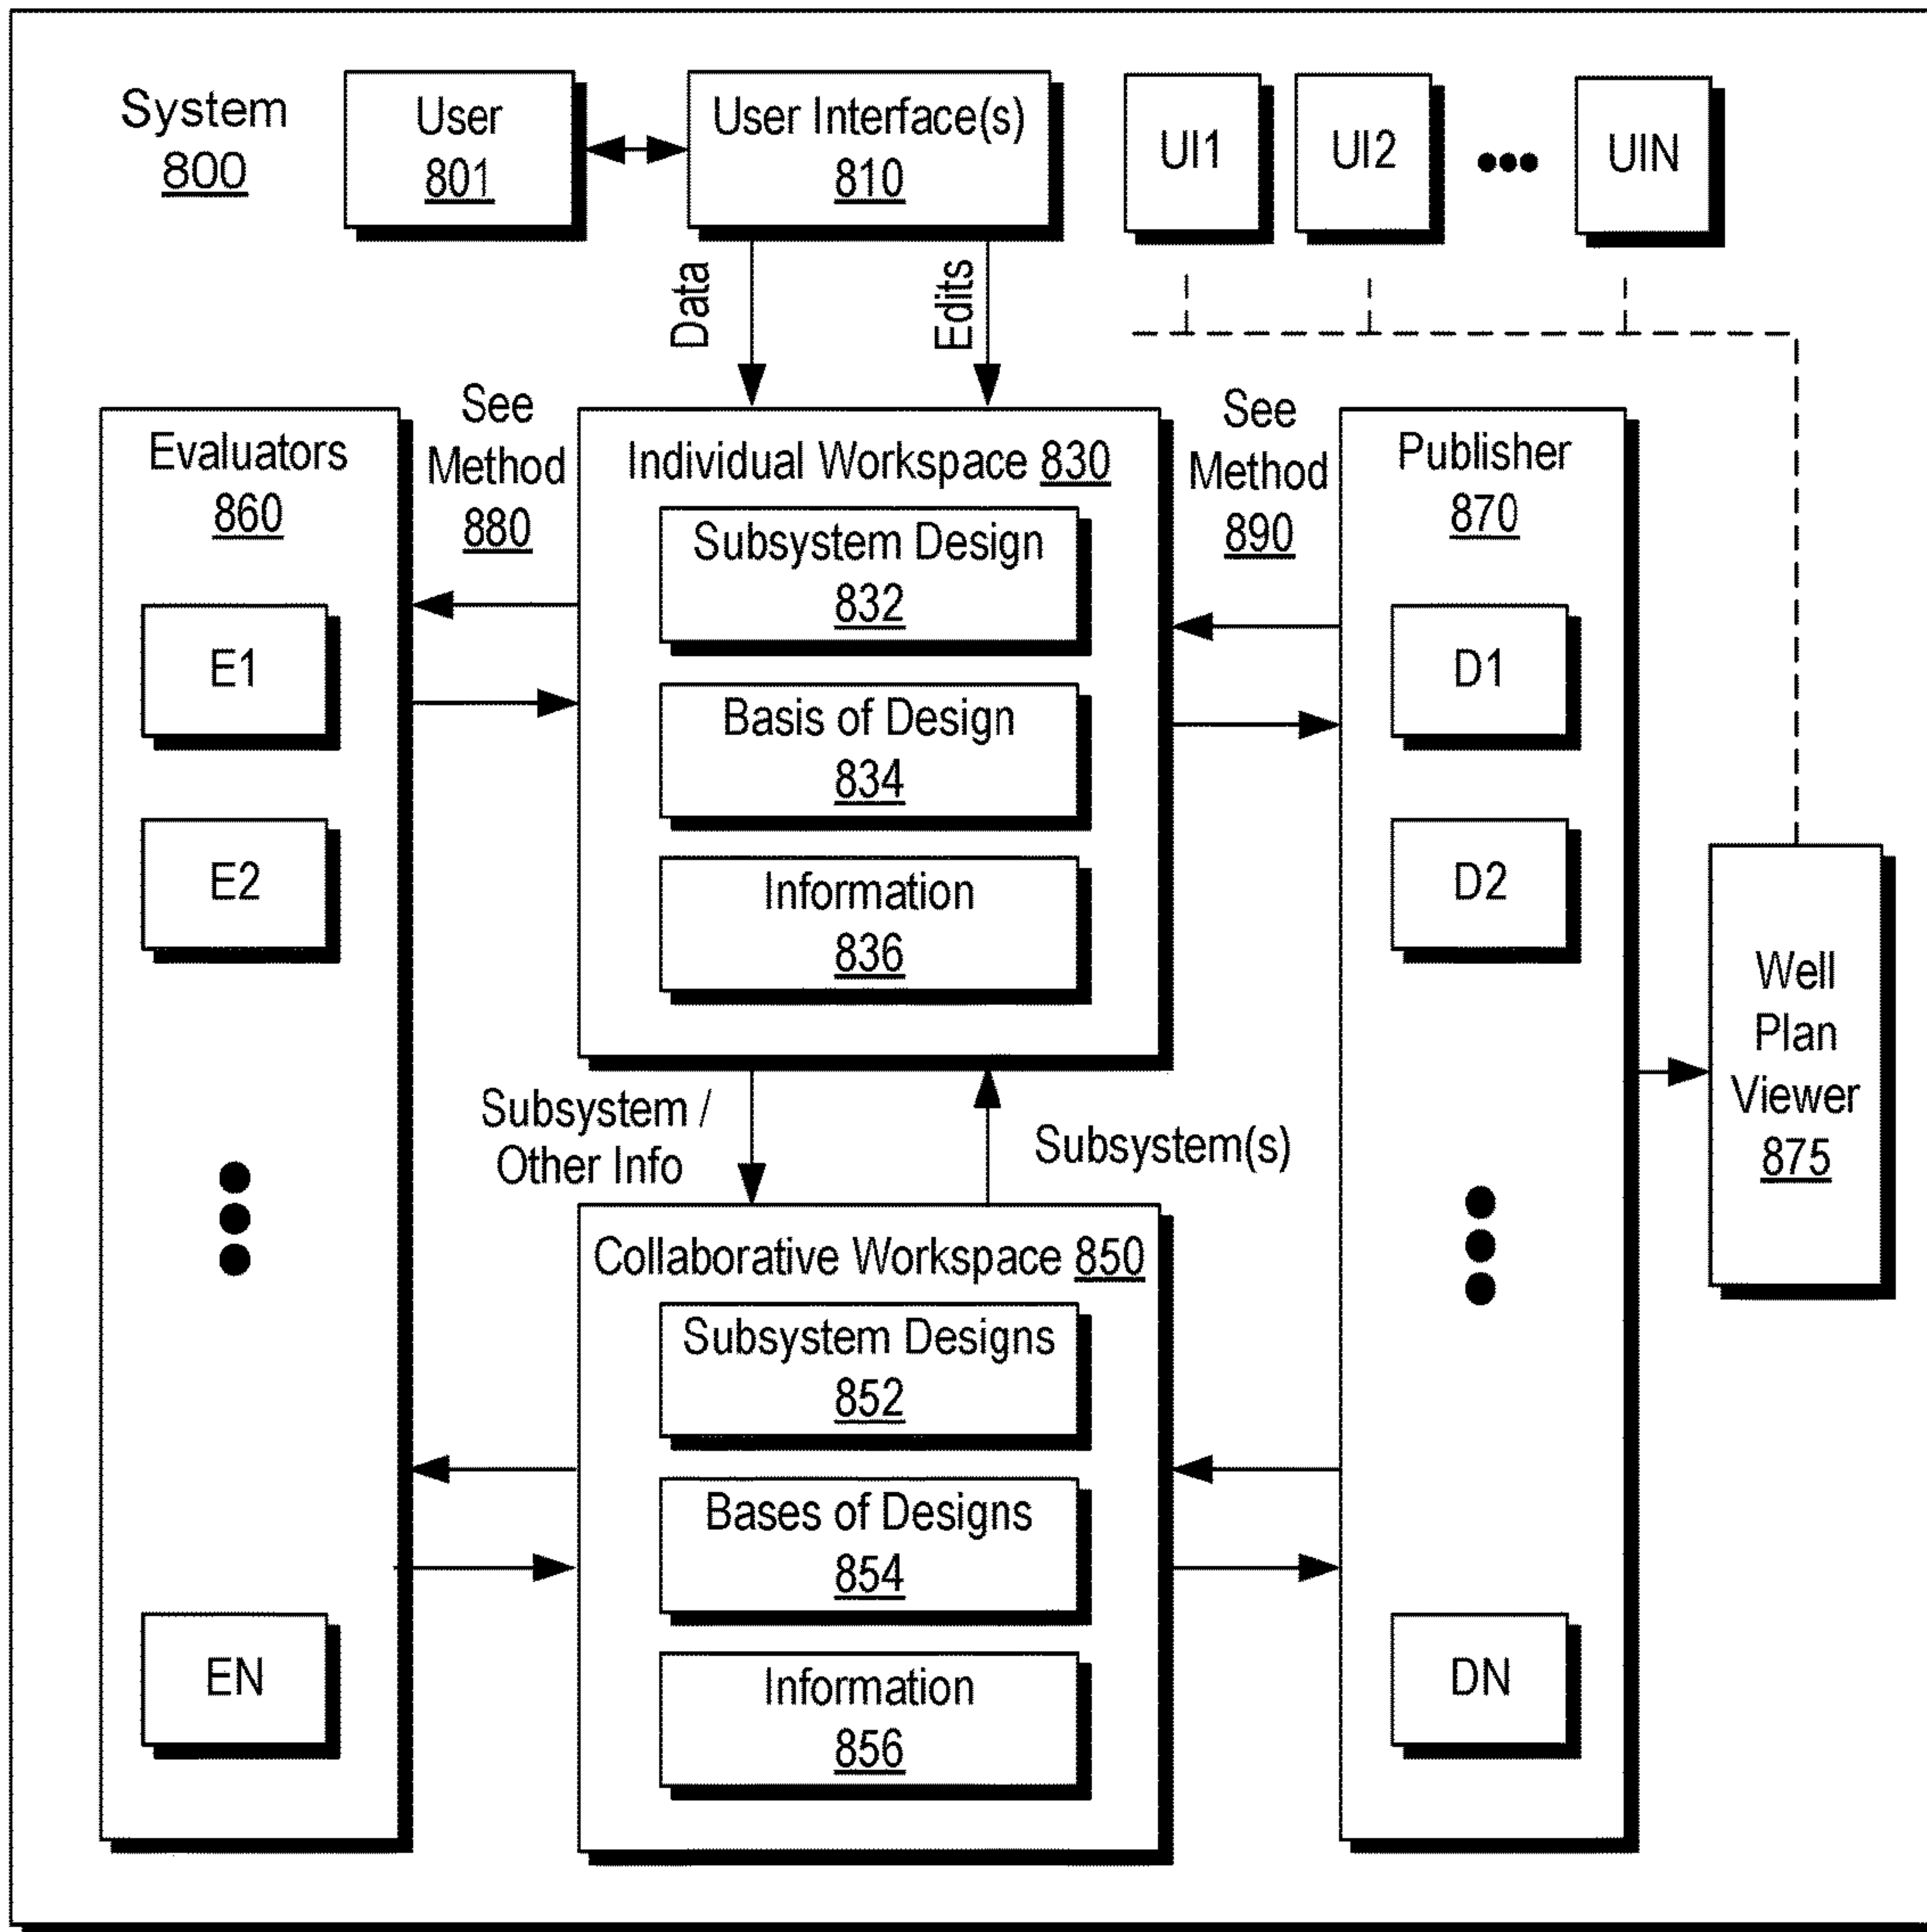 System
800
User
801
User Interface(s)
810
UI1
UI2
UIN
Data
Edits
Evaluators
860
E1
E2
EN
See
Method
880
Individual Workspace 830
Subsystem Design
832
Basis of Design
834
Information
836
See
Method
890
Publisher
870
D1
D2
DN
Well
Plan
Viewer
875
Subsystem /
Other Info
Subsystem(s)
Collaborative Workspace 850
Subsystem Designs
852
Bases of Designs
854
Information
856